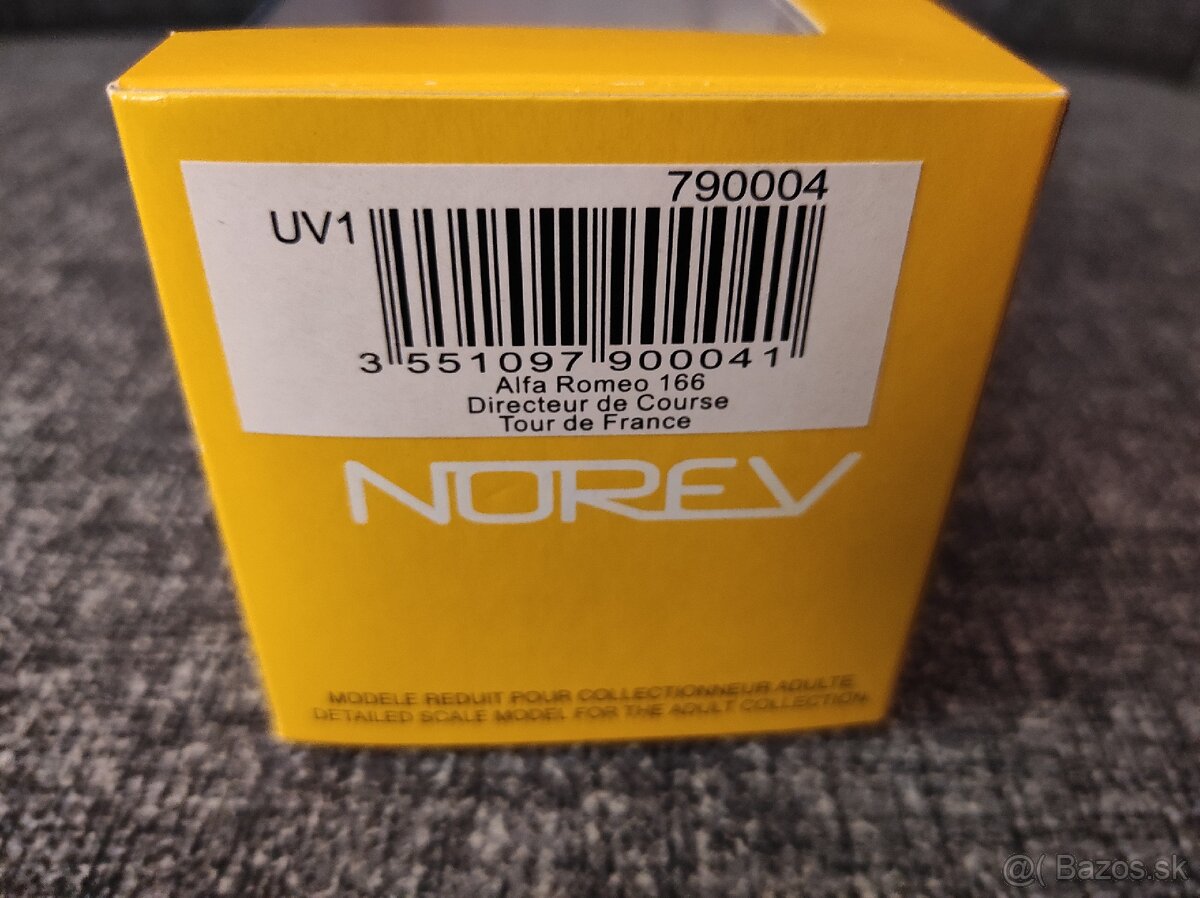 790004
UV1
3 551097 900041
Alfa Romeo 166
Directeur de Course
Tour de France
NOREV
MODELE REDUIT POUR COLLECTIONNEUR ADULTE
DETAILED SCALE MODEL FOR THE ADULT COLLECTION
@( Bazos.sk